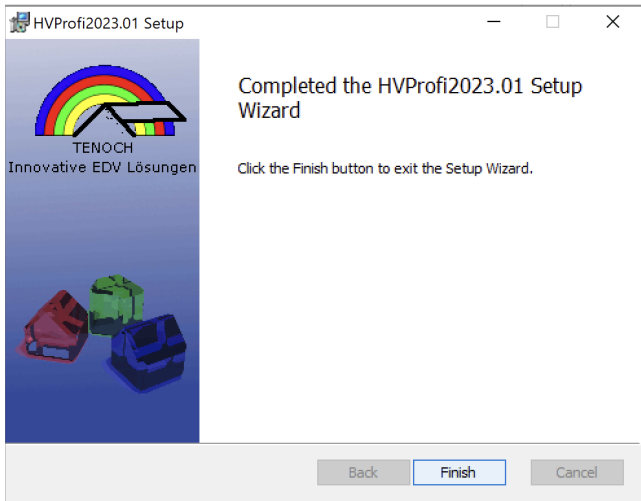 HVProfi2023.01 Setup
TENOCH
Innovative EDV Lösungen
Completed the HVProfi2023.01 Setup
Wizard
Click the Finish button to exit the Setup Wizard.
Back
Finish
Cancel